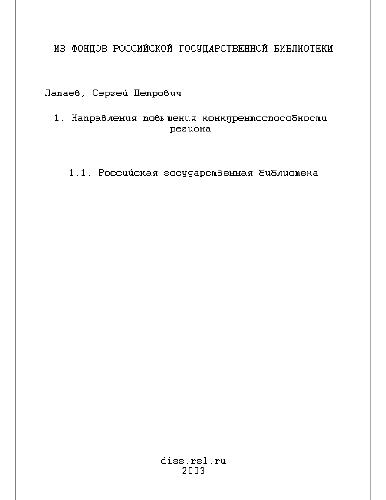 ИЗ ФОНДОВ РОССИЙСКОЙ ГОСУДАРСТВЕННОЙ БИБЛИОТЕКИ
Лапаев, Сергей Петрович
1. Направления повышения конкурентоспособности
региона
1.1. Российская государственная библиотека
diss.rsl.ru
2003